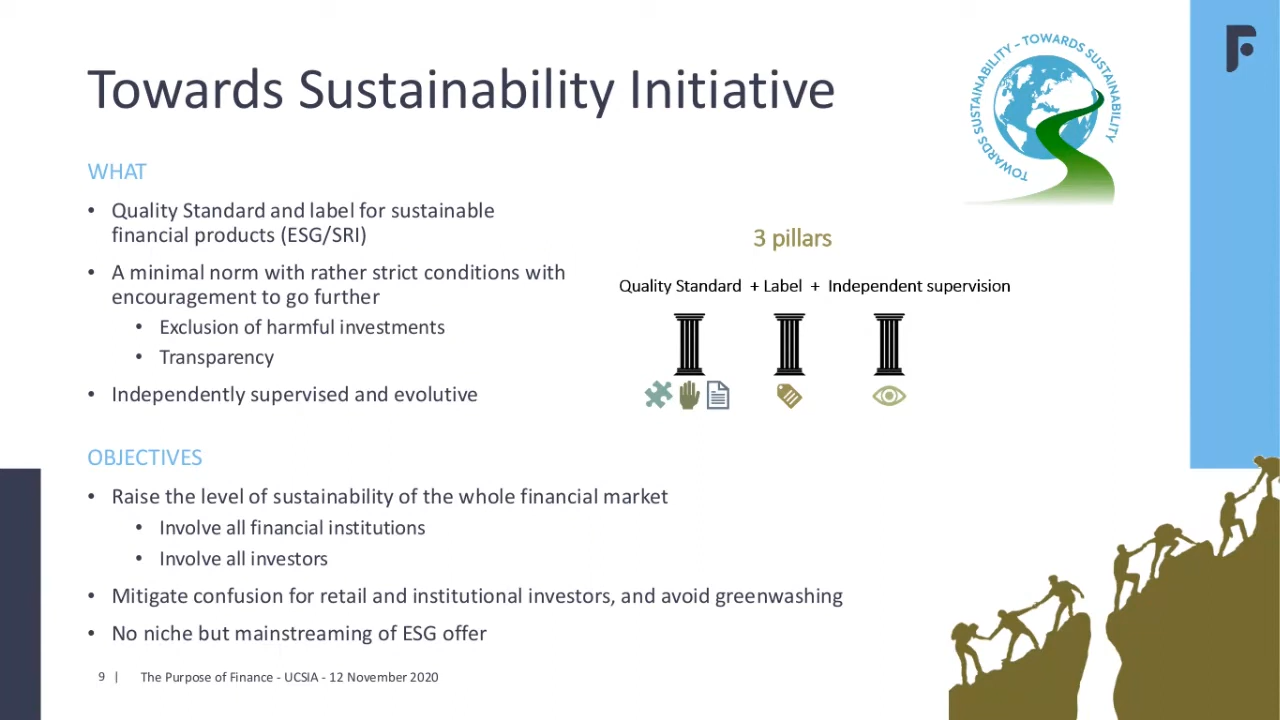 Towards Sustainability Initiative
TOWARDS SUSTAINABILITY – TOWARDS SUSTAINABILITY
WHAT
• Quality Standard and label for sustainable
financial products (ESG/SRI)
• A minimal norm with rather strict conditions with
encouragement to go further
• Exclusion of harmful investments
• Transparency
• Independently supervised and evolutive
3 pillars
Quality Standard + Label + Independent supervision
OBJECTIVES
• Raise the level of sustainability of the whole financial market
• Involve all financial institutions
• Involve all investors
• Mitigate confusion for retail and institutional investors, and avoid greenwashing
• No niche but mainstreaming of ESG offer
9 | The Purpose of Finance - UCSIA - 12 November 2020